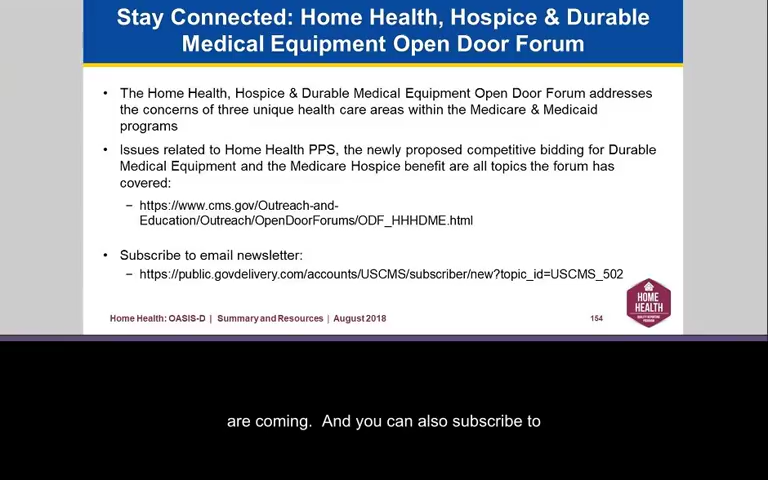 Stay Connected: Home Health, Hospice & Durable
Medical Equipment Open Door Forum
• The Home Health, Hospice & Durable Medical Equipment Open Door Forum addresses
the concerns of three unique health care areas within the Medicare & Medicaid
programs
• Issues related to Home Health PPS, the newly proposed competitive bidding for Durable
Medical Equipment and the Medicare Hospice benefit are all topics the forum has
covered:
– https://www.cms.gov/Outreach-and-
Education/Outreach/OpenDoorForums/ODF_HHHDME.html
• Subscribe to email newsletter:
– https://public.govdelivery.com/accounts/USCMS/subscriber/new?topic_id=USCMS_502
HOME
HEALTH
Home Health: OASIS-D | Summary and Resources | August 2018
154
are coming. And you can also subscribe to